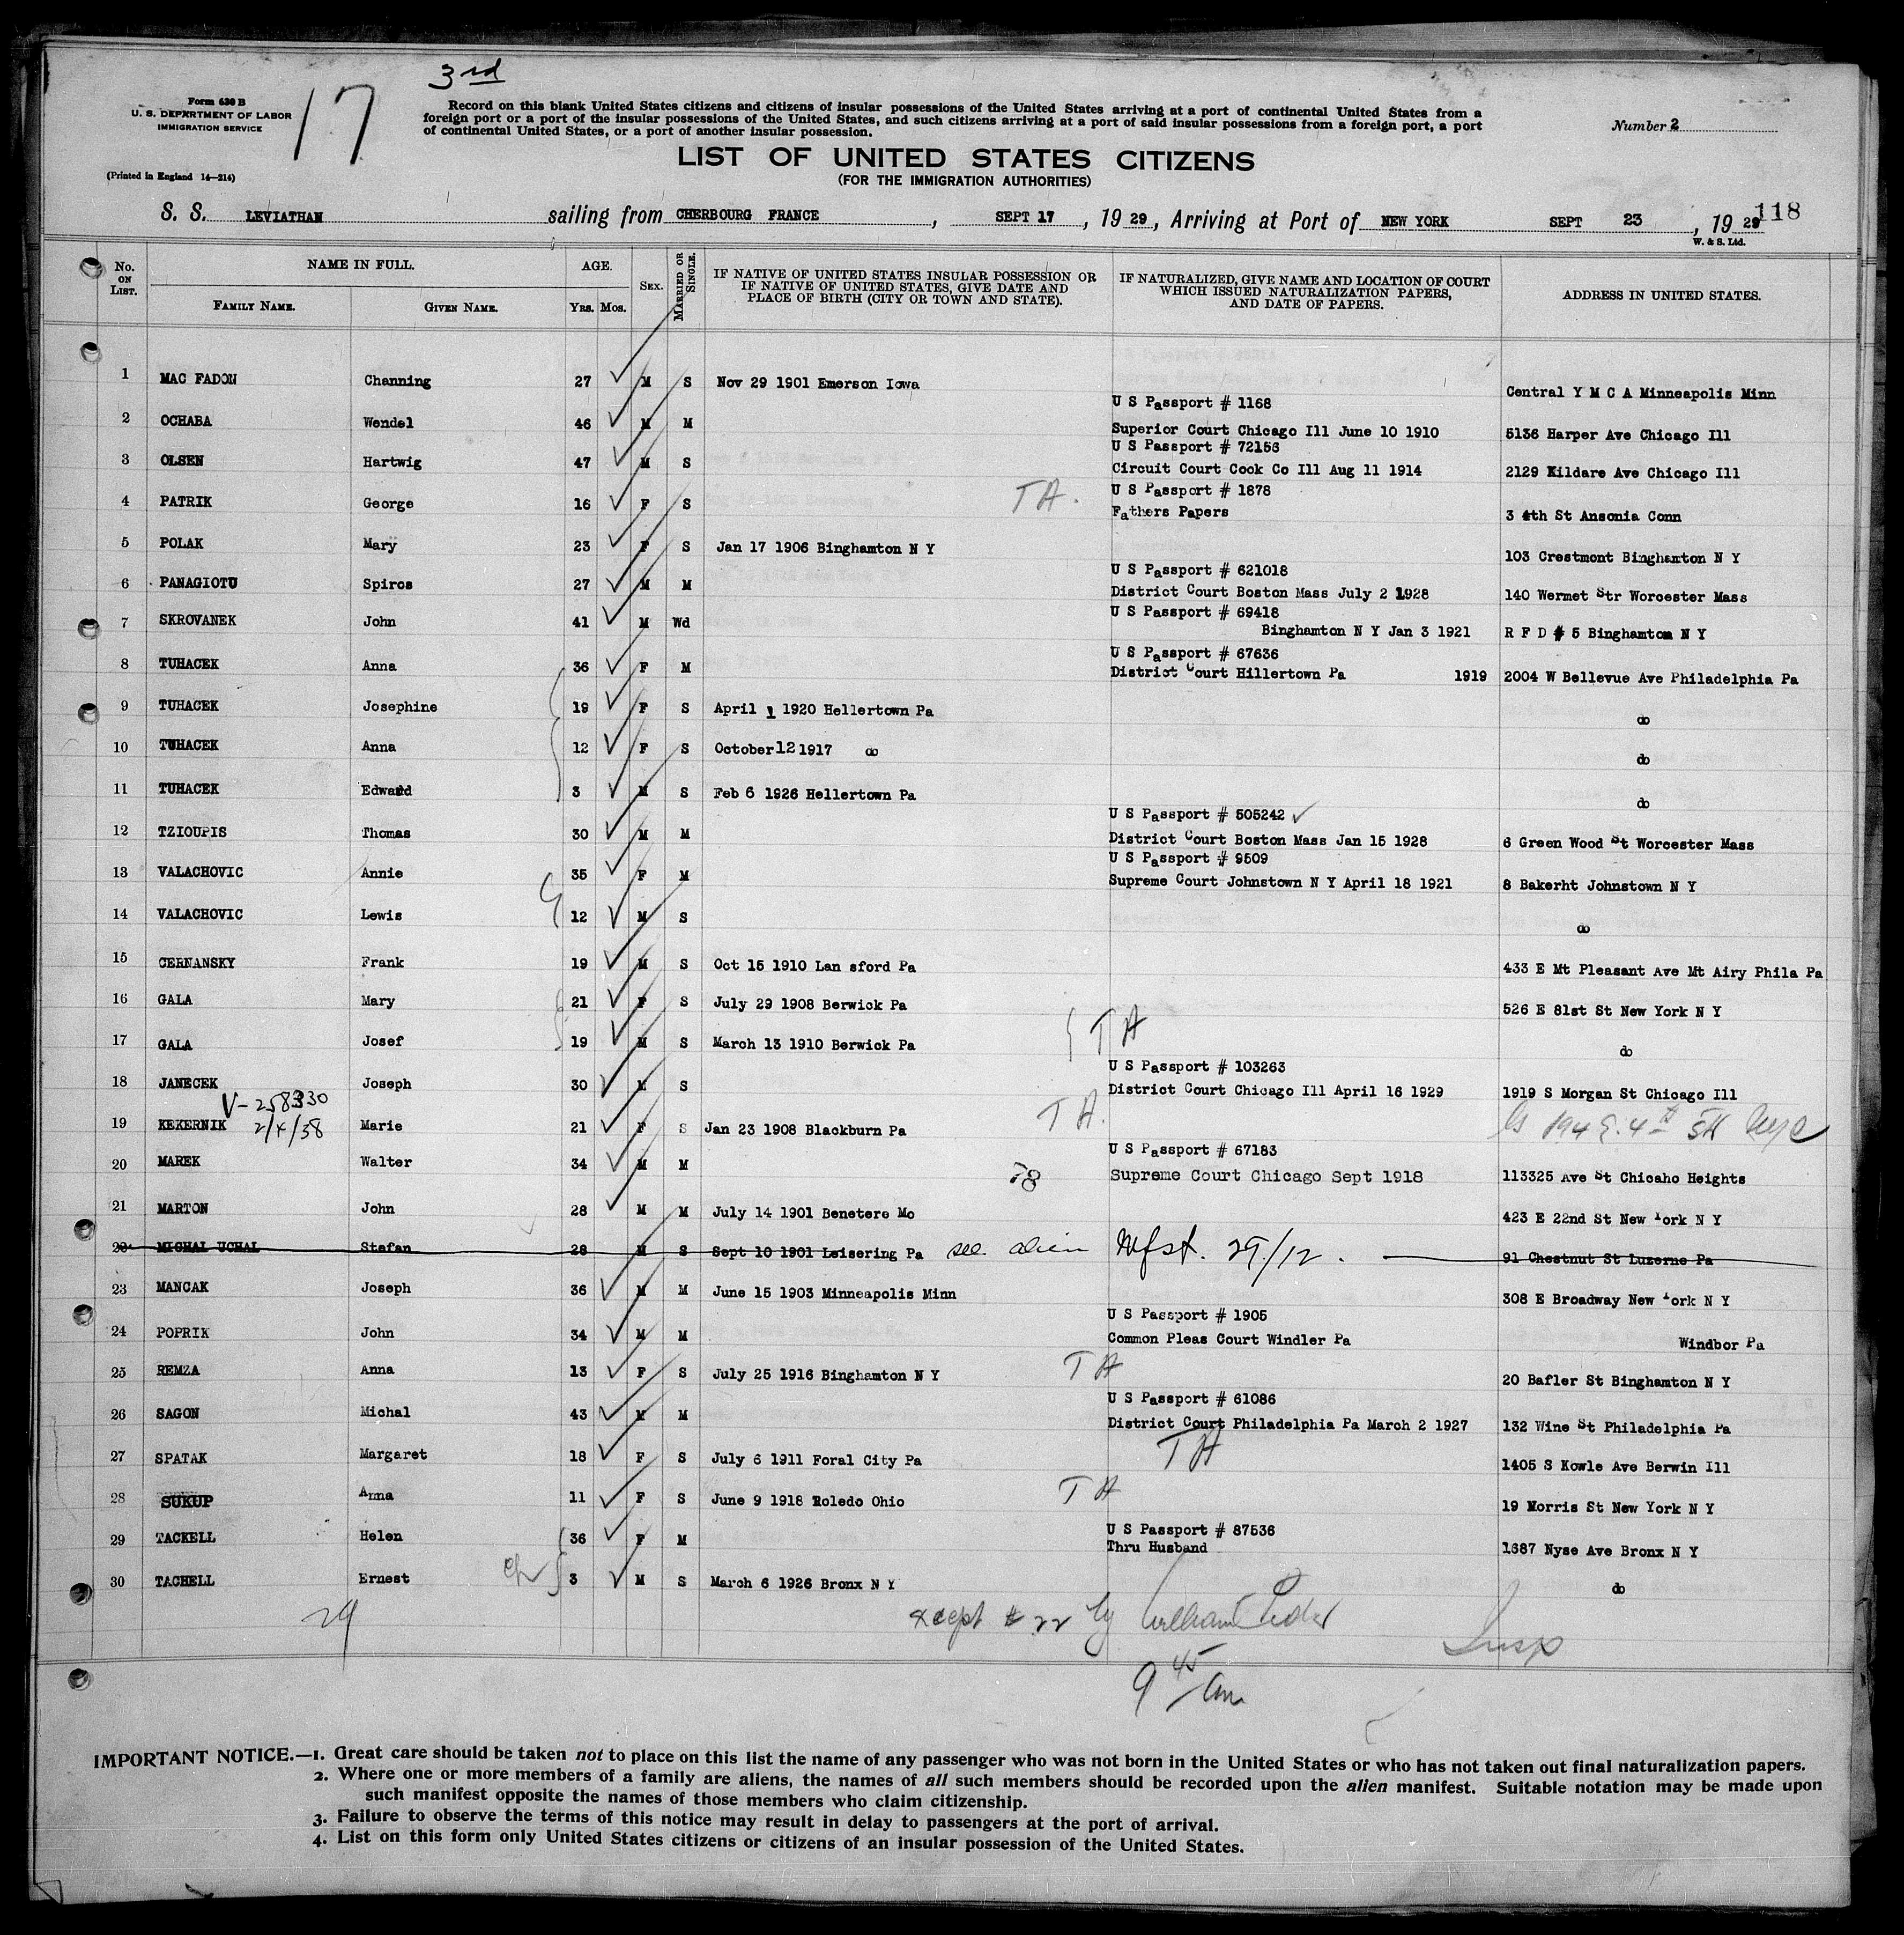 3rd
17
Form 630 B
U. S. DEPARTMENT OF LABOR
IMMIGRATION SERVICE
(Printed in England 14—214)
Record on this blank United States citizens and citizens of insular possessions of the United States arriving at a port of continental United States from a
foreign port or a port of the insular possessions of the United States, and such citizens arriving at a port of said insular possessions from a foreign port, a port
of continental United States, or a port of another insular possession.
Number 2
LIST OF UNITED STATES CITIZENS
(FOR THE IMMIGRATION AUTHORITIES)
118
S. S. LEVIATHAN sailing from CHERBOURG FRANCE, SEPT 17, 19 29, Arriving at Port of NEW YORK SEPT 23, 19 29
W. & S. Ltd.
No. ON LIST. NAME IN FULL. FAMILY NAME. GIVEN NAME. AGE. YRS. MOS. SEX. MARRIED OR SINGLE. IF NATIVE OF UNITED STATES INSULAR POSSESSION OR IF NATIVE OF UNITED STATES, GIVE DATE AND PLACE OF BIRTH (CITY OR TOWN AND STATE). IF NATURALIZED, GIVE NAME AND LOCATION OF COURT WHICH ISSUED NATURALIZATION PAPERS, AND DATE OF PAPERS. ADDRESS IN UNITED STATES.
1 MAC FADON Channing 27 M S Nov 29 1901 Emerson Iowa Central Y M C A Minneapolis Minn
U S Passport # 1168
2 OCHABA Wendel 46 M M Superior Court Chicago Ill June 10 1910 5136 Harper Ave Chicago Ill
U S Passport # 72156
3 OLSEN Hartwig 47 M S Circuit Court Cook Co Ill Aug 11 1914 2129 Kildare Ave Chicago Ill
U S Passport # 1878
4 PATRIK George 16 F S TA. Fathers Papers 3 4th St Ansonia Conn
5 POLAK Mary 23 F S Jan 17 1906 Binghamton N Y 103 Crestmont Binghamton N Y
U S Passport # 621018
6 PANAGIOTU Spiros 27 M M District Court Boston Mass July 2 1928 140 Wermet Str Worcester Mass
U S Passport # 69418
7 SKROVANEK John 41 M Wd Binghamton N Y Jan 3 1921 R F D # 5 Binghamton N Y
U S Passport # 67636
8 TUHACEK Anna 36 F M District Court Hillertown Pa 1919 2004 W Bellevue Ave Philadelphia Pa
9 TUHACEK Josephine 19 F S April 1 1920 Hellertown Pa do
10 TUHACEK Anna 12 F S October 12 1917 do do
11 TUHACEK Edward 3 M S Feb 6 1926 Hellertown Pa do
U S Passport # 505242
12 TZIOUPIS Thomas 30 M M District Court Boston Mass Jan 15 1928 6 Green Wood St Worcester Mass
U S Passport # 9509
13 VALACHOVIC Annie 35 F M Supreme Court Johnstown N Y April 18 1921 8 Bakerht Johnstown N Y
14 VALACHOVIC Lewis 12 M S do
15 CERNANSKY Frank 19 M S Oct 15 1910 Lan sford Pa 433 E Mt Pleasant Ave Mt Airy Phila Pa
16 GALA Mary 21 F S July 29 1908 Berwick Pa 526 E 81st St New York N Y
TA
17 GALA Josef 19 M S March 13 1910 Berwick Pa do
U S Passport # 103263
18 JANECEK Joseph 30 M S District Court Chicago Ill April 16 1929 1919 S Morgan St Chicago Ill
V-258330
19 KEKERNIK 2/4/38 Marie 21 F S Jan 23 1908 Blackburn Pa TA. 194 E. 4th St NYC
U S Passport # 67183
20 MAREK Walter 34 M M 78 Supreme Court Chicago Sept 1918 113325 Ave St Chicaho Heights
21 MARTON John 28 M M July 14 1901 Benetere Mo 423 E 22nd St New York N Y
22 MICHAL UCHAL Stefan 28 M S Sept 10 1901 Leisering Pa see alien Mfst. 29/12. 91 Chestnut St Luzerne Pa
23 MANCAK Joseph 36 M M June 15 1903 Minneapolis Minn 308 E Broadway New York N Y
U S Passport # 1905
24 POPRIK John 34 M M Common Pleas Court Windler Pa Windbor Pa
25 REMZA Anna 13 F S July 25 1916 Binghamton N Y TA 20 Bafler St Binghamton N Y
U S Passport # 61086
26 SAGON Michal 43 M M District Court Philadelphia Pa March 2 1927 132 Wine St Philadelphia Pa
27 SPATAK Margaret 18 F S July 6 1911 Foral City Pa TA 1405 S Kowle Ave Berwin Ill
28 SUKUP Anna 11 F S June 9 1918 Toledo Ohio TA 19 Morris St New York N Y
U S Passport # 87536
29 TACKELL Helen 36 F M Thru Husband 1687 Nyse Ave Bronx N Y
30 TACHELL Ernest 3 M S March 6 1926 Bronx N Y do
29
except # 22 by William
Insp
9 45/am
IMPORTANT NOTICE.—1. Great care should be taken not to place on this list the name of any passenger who was not born in the United States or who has not taken out final naturalization papers.
2. Where one or more members of a family are aliens, the names of all such members should be recorded upon the alien manifest. Suitable notation may be made upon
such manifest opposite the names of those members who claim citizenship.
3. Failure to observe the terms of this notice may result in delay to passengers at the port of arrival.
4. List on this form only United States citizens or citizens of an insular possession of the United States.